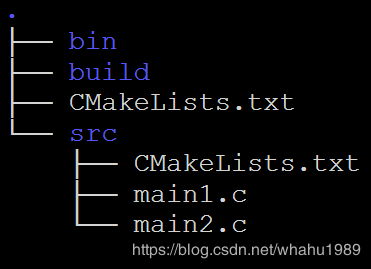 .
├── bin
├── build
├── CMakeLists.txt
└── src
    ├── CMakeLists.txt
    ├── main1.c
    └── main2.c
https://blog.csdn.net/whahu1989